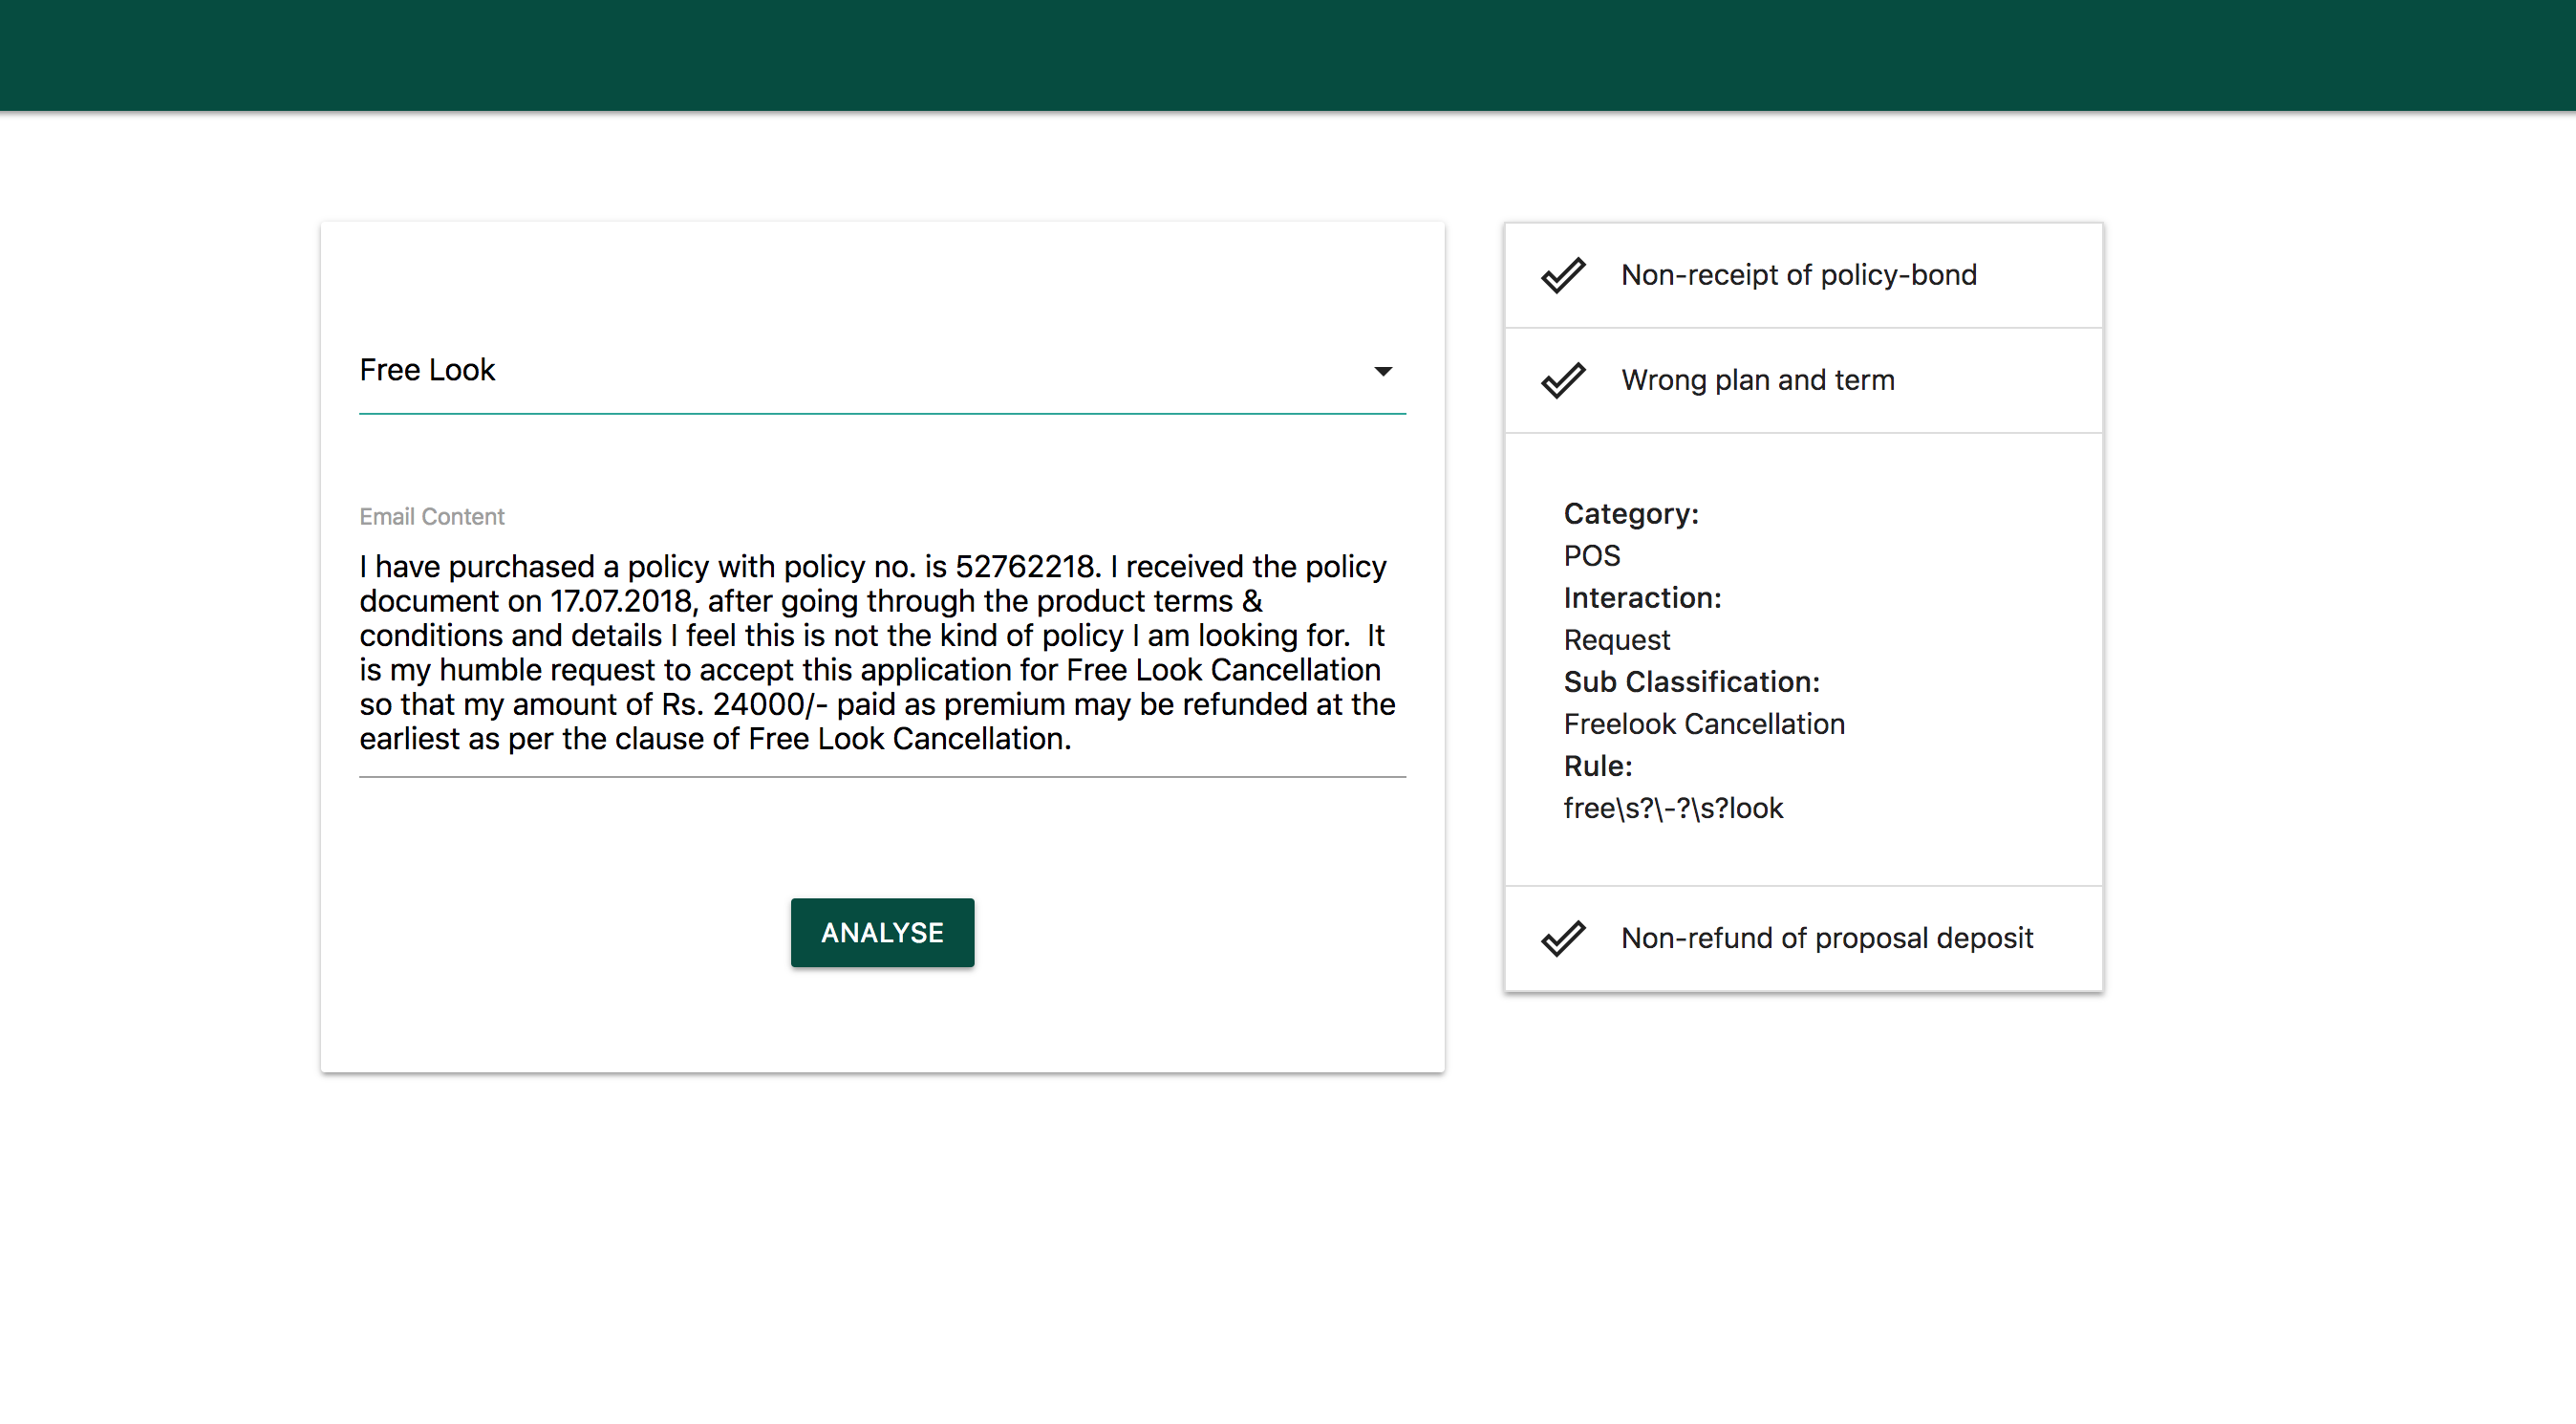 Free Look
Email Content
I have purchased a policy with policy no. is 52762218. I received the policy
document on 17.07.2018, after going through the product terms &
conditions and details I feel this is not the kind of policy I am looking for.  It
is my humble request to accept this application for Free Look Cancellation
so that my amount of Rs. 24000/- paid as premium may be refunded at the
earliest as per the clause of Free Look Cancellation.
ANALYSE
Non-receipt of policy-bond
Wrong plan and term
Category:
POS
Interaction:
Request
Sub Classification:
Freelook Cancellation
Rule:
free\s?\-?\s?look
Non-refund of proposal deposit